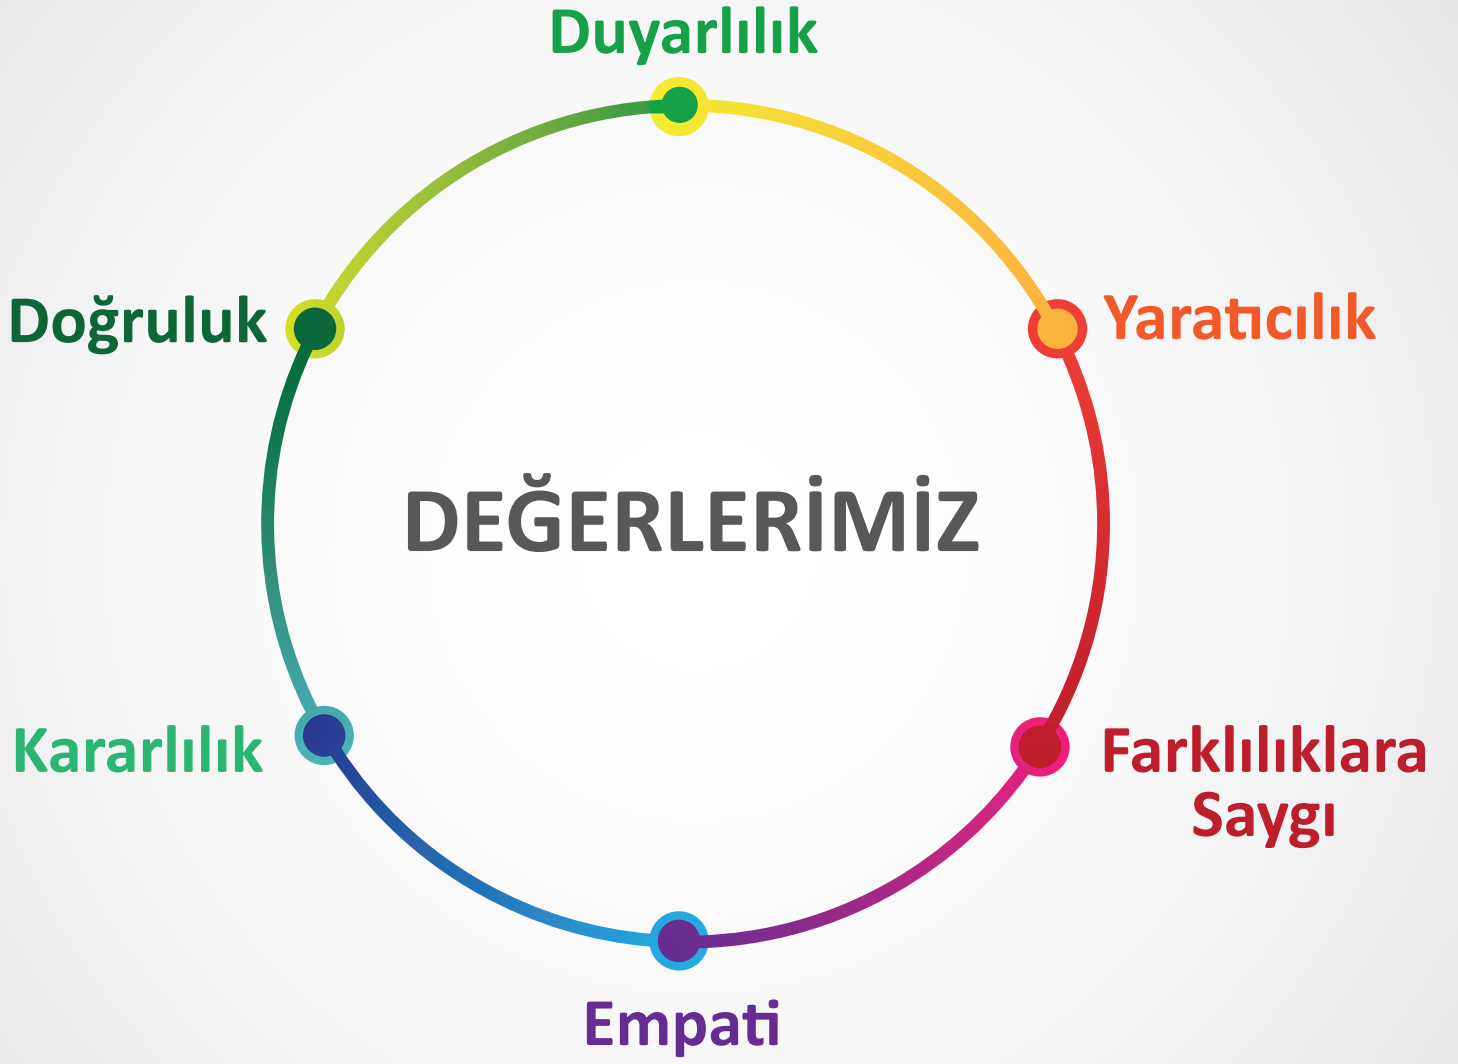 Duyarlılık
Doğruluk
Yaratıcılık
DEĞERLERİMİZ
Kararlılık
Farklılıklara
Saygı
Empati